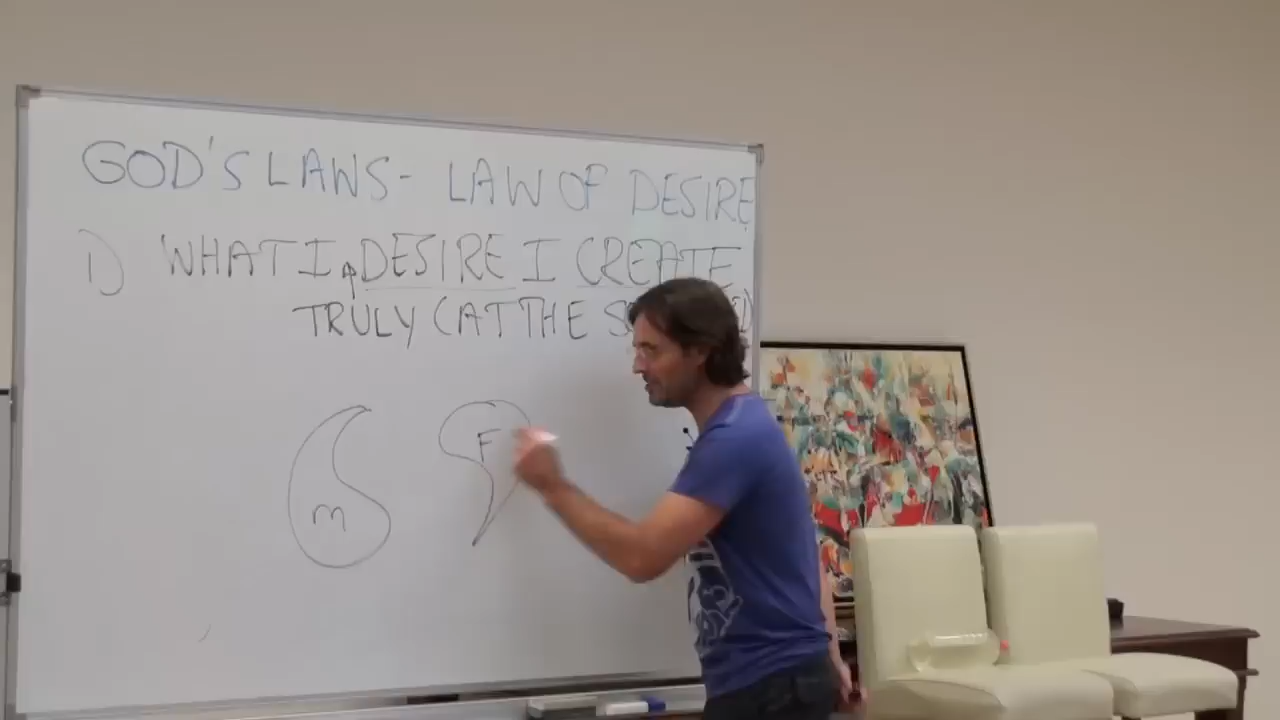 GOD'S LAWS - LAW OF DESIRE
1) WHAT I DESIRE I CREATE
TRULY (AT THE
M
F